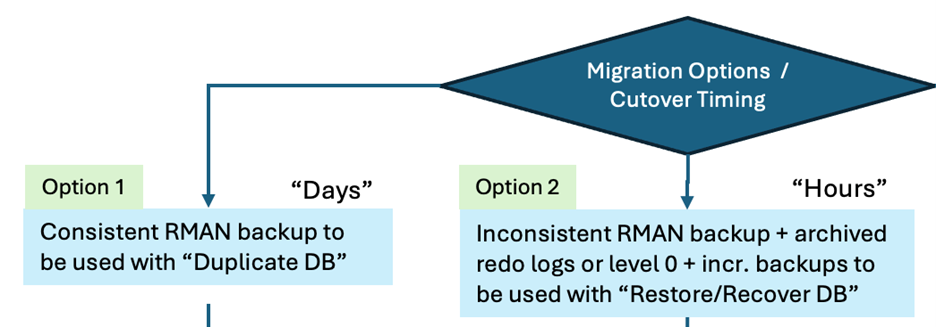 Migration Options /
Cutover Timing
Option 1
“Days”
Consistent RMAN backup to
be used with “Duplicate DB”
Option 2
“Hours”
Inconsistent RMAN backup + archived
redo logs or level 0 + incr. backups to
be used with “Restore/Recover DB”